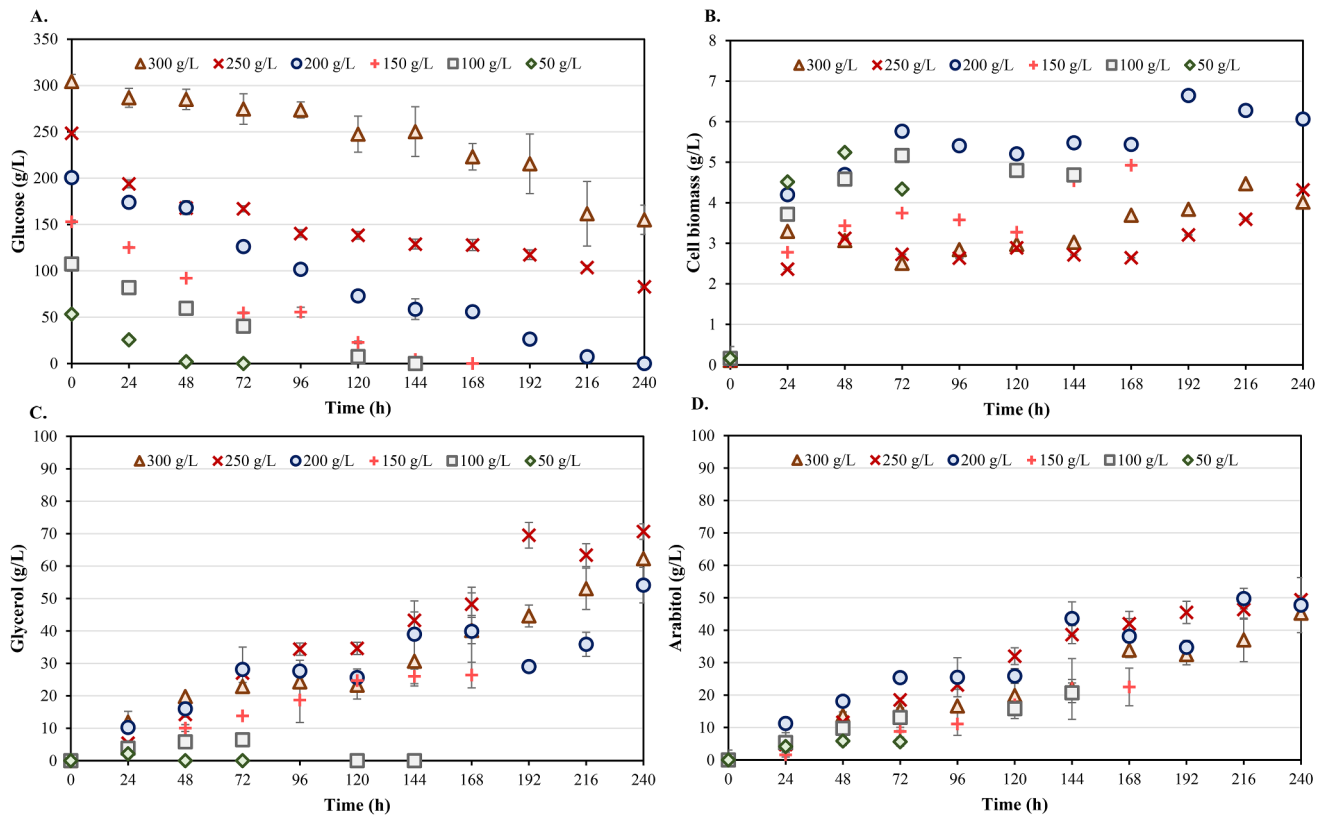 A.
350
300
250
200
150
100
50
0
Glucose (g/L)
300 g/L 250 g/L 200 g/L 150 g/L 100 g/L 50 g/L
0 24 48 72 96 120 144 168 192 216 240
Time (h)
B.
8
7
6
5
4
3
2
1
0
Cell biomass (g/L)
300 g/L 250 g/L 200 g/L 150 g/L 100 g/L 50 g/L
0 24 48 72 96 120 144 168 192 216 240
Time (h)
C.
100
90
80
70
60
50
40
30
20
10
0
Glycerol (g/L)
300 g/L 250 g/L 200 g/L 150 g/L 100 g/L 50 g/L
0 24 48 72 96 120 144 168 192 216 240
Time (h)
D.
100
90
80
70
60
50
40
30
20
10
0
Arabitol (g/L)
300 g/L 250 g/L 200 g/L 150 g/L 100 g/L 50 g/L
0 24 48 72 96 120 144 168 192 216 240
Time (h)